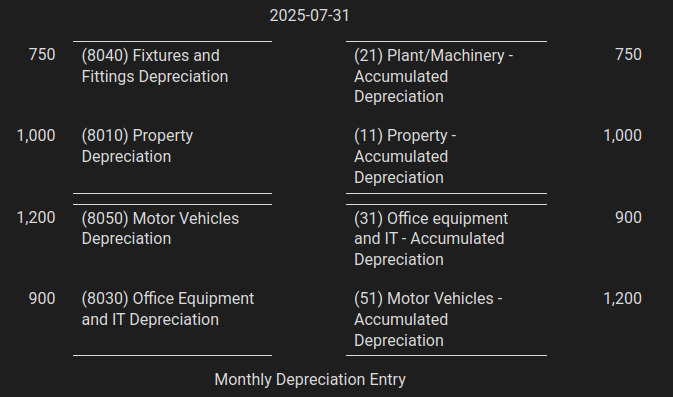 2025-07-31
750 (8040) Fixtures and (21) Plant/Machinery - 750
Fittings Depreciation Accumulated
Depreciation
1,000 (8010) Property (11) Property - 1,000
Depreciation Accumulated
Depreciation
1,200 (8050) Motor Vehicles (31) Office equipment 900
Depreciation and IT - Accumulated
Depreciation
900 (8030) Office Equipment (51) Motor Vehicles - 1,200
and IT Depreciation Accumulated
Depreciation
Monthly Depreciation Entry